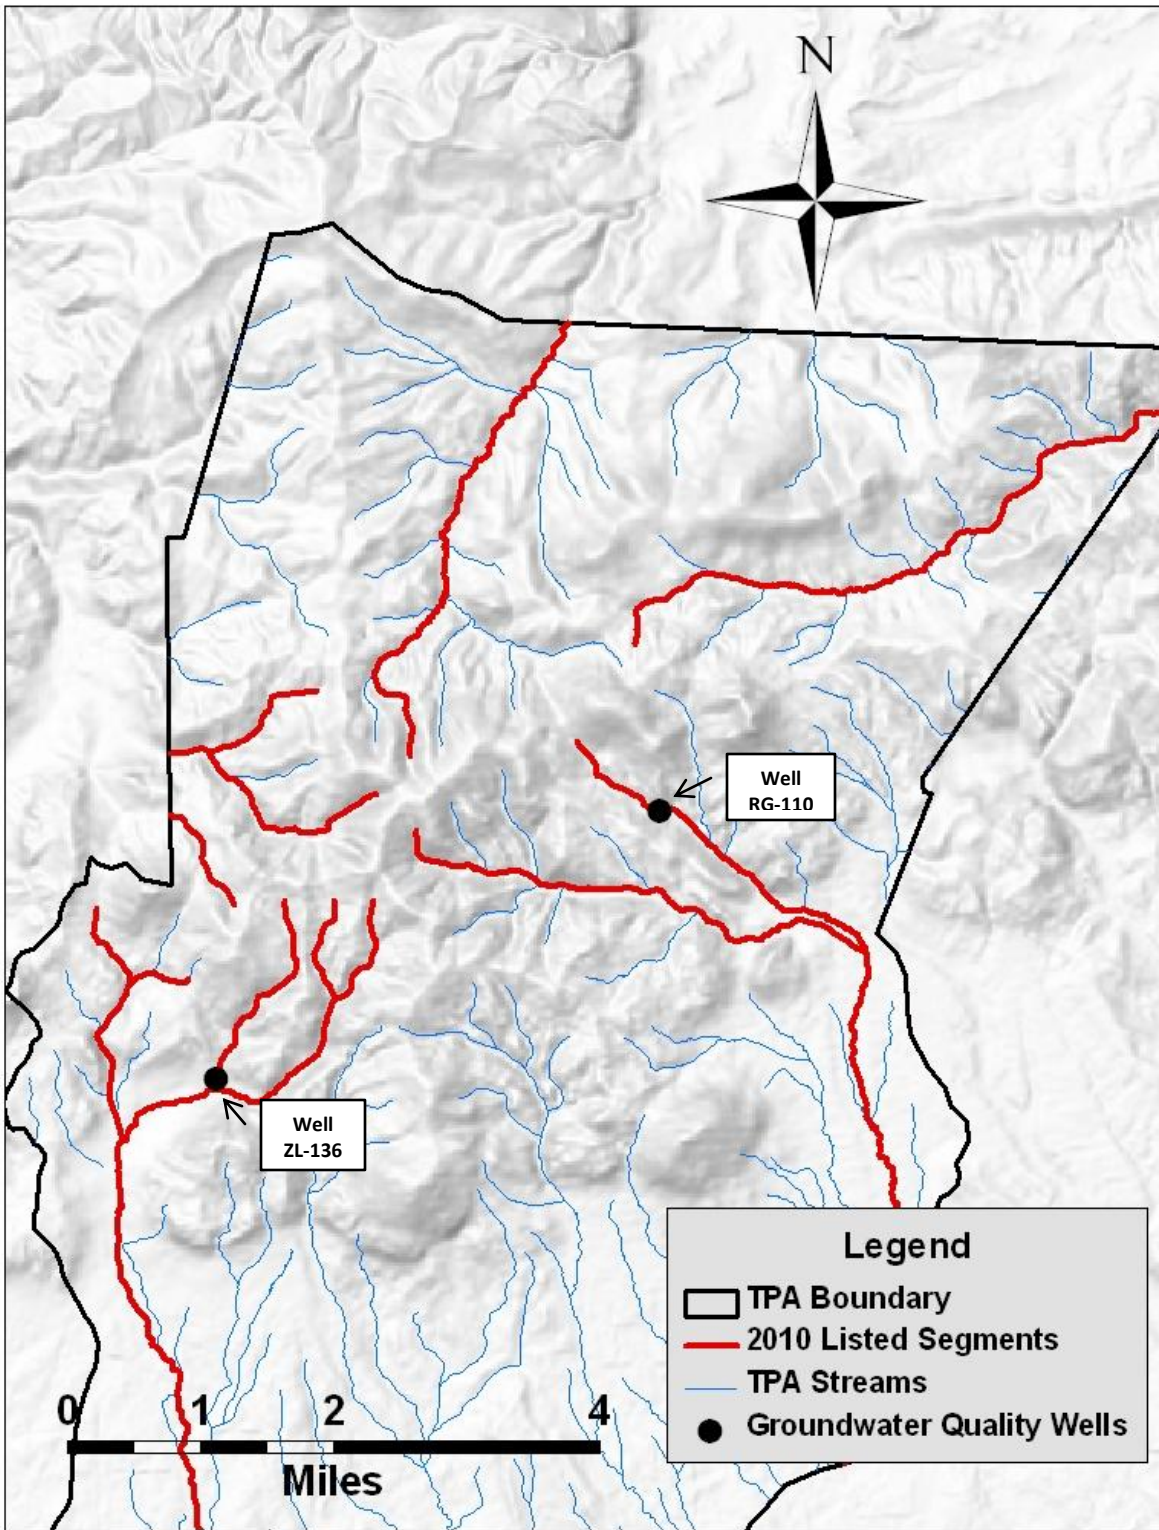 N
Well
RG-110
Well
ZL-136
Legend
TPA Boundary
2010 Listed Segments
TPA Streams
Groundwater Quality Wells
0 1 2 4
Miles